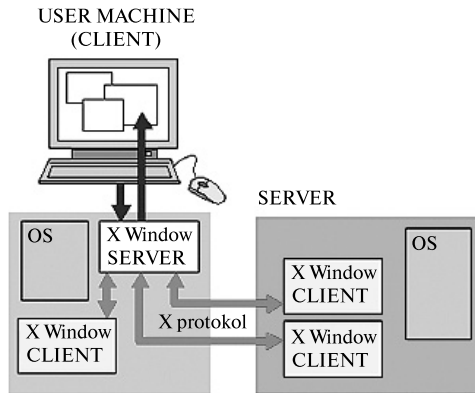 USER MACHINE
(CLIENT)
SERVER
OS
X Window
SERVER
OS
X Window
CLIENT
X Window
CLIENT
X protokol
X Window
CLIENT